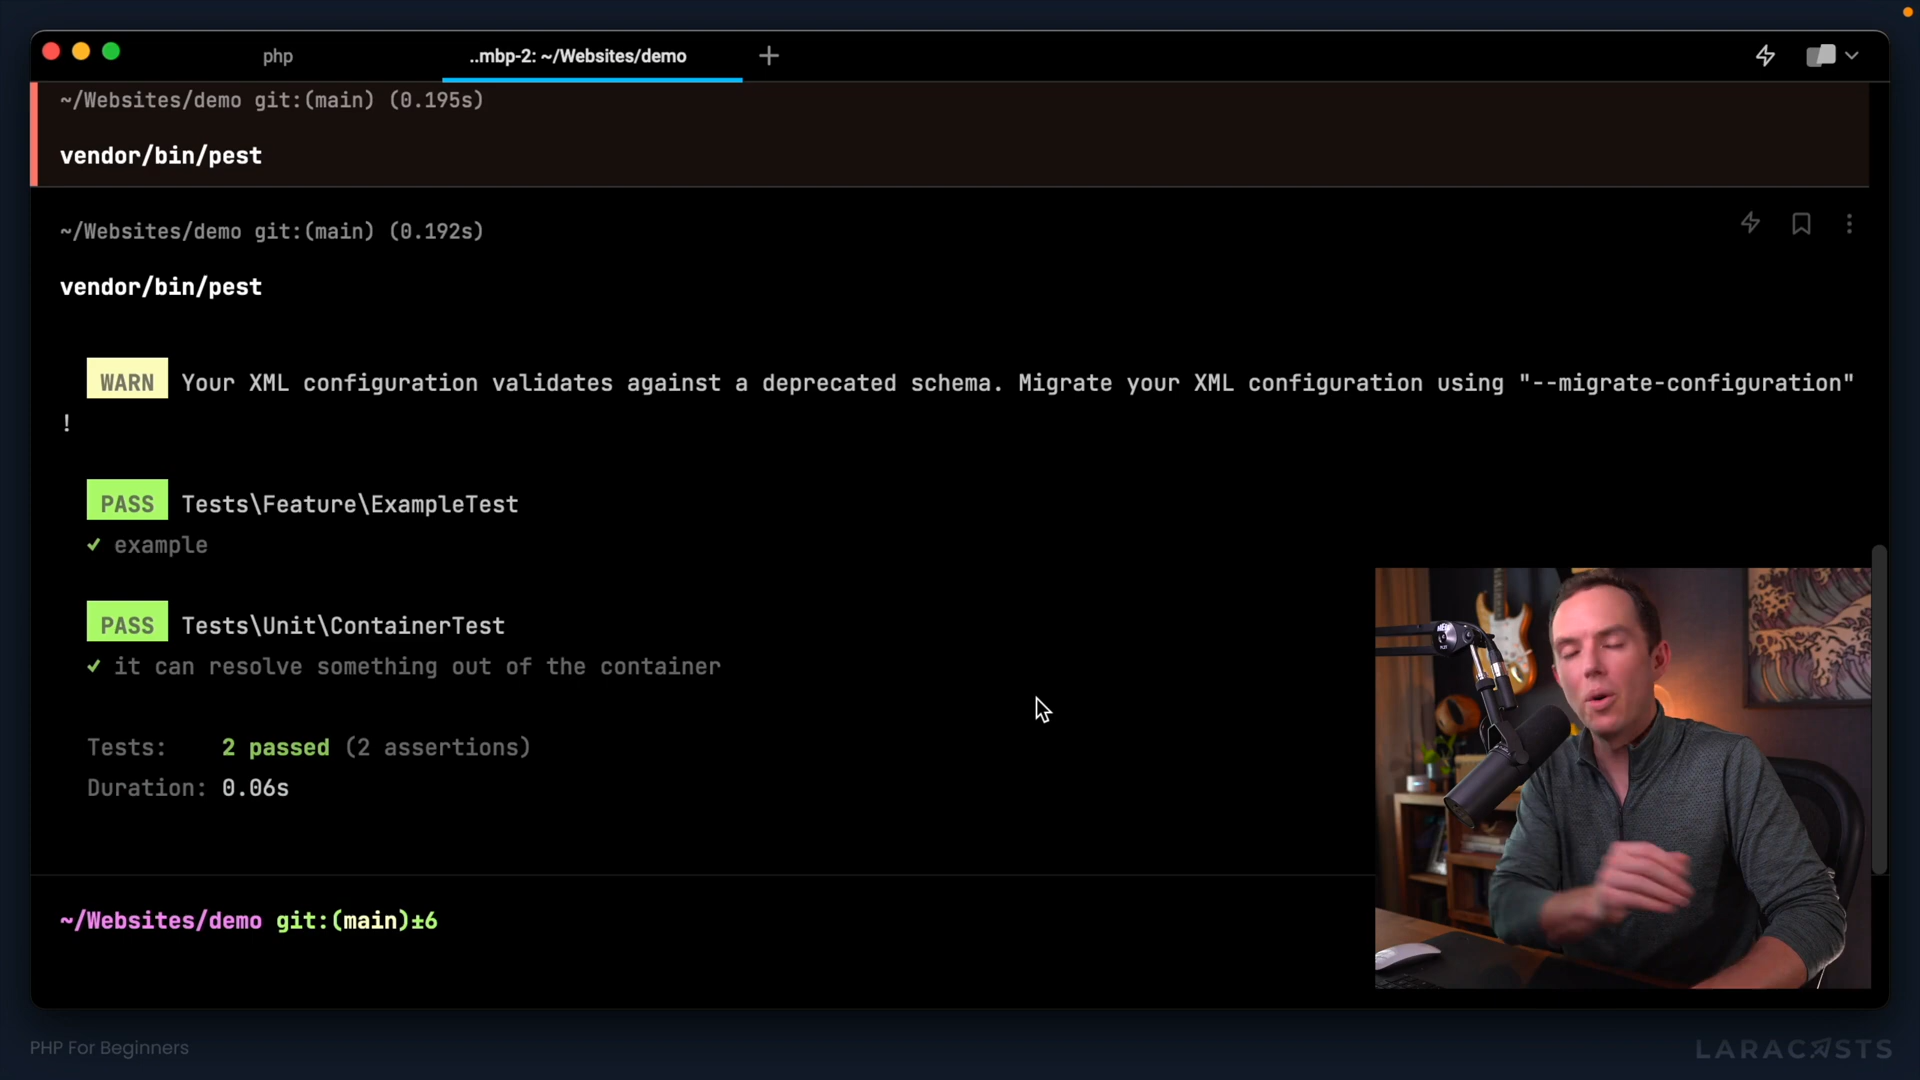 php
..mbp-2: ~/Websites/demo
~/Websites/demo git:(main) (0.195s)
vendor/bin/pest
~/Websites/demo git:(main) (0.192s)
vendor/bin/pest
WARN Your XML configuration validates against a deprecated schema. Migrate your XML configuration using "--migrate-configuration"
!
PASS Tests\Feature\ExampleTest
✓ example
PASS Tests\Unit\ContainerTest
✓ it can resolve something out of the container
Tests: 2 passed (2 assertions)
Duration: 0.06s
~/Websites/demo git:(main)±6
PHP For Beginners
LARACASTS